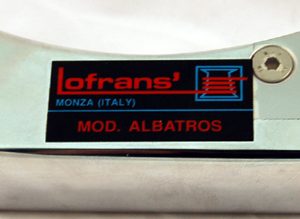 Lofrans'
MONZA (ITALY)
MOD. ALBATROS